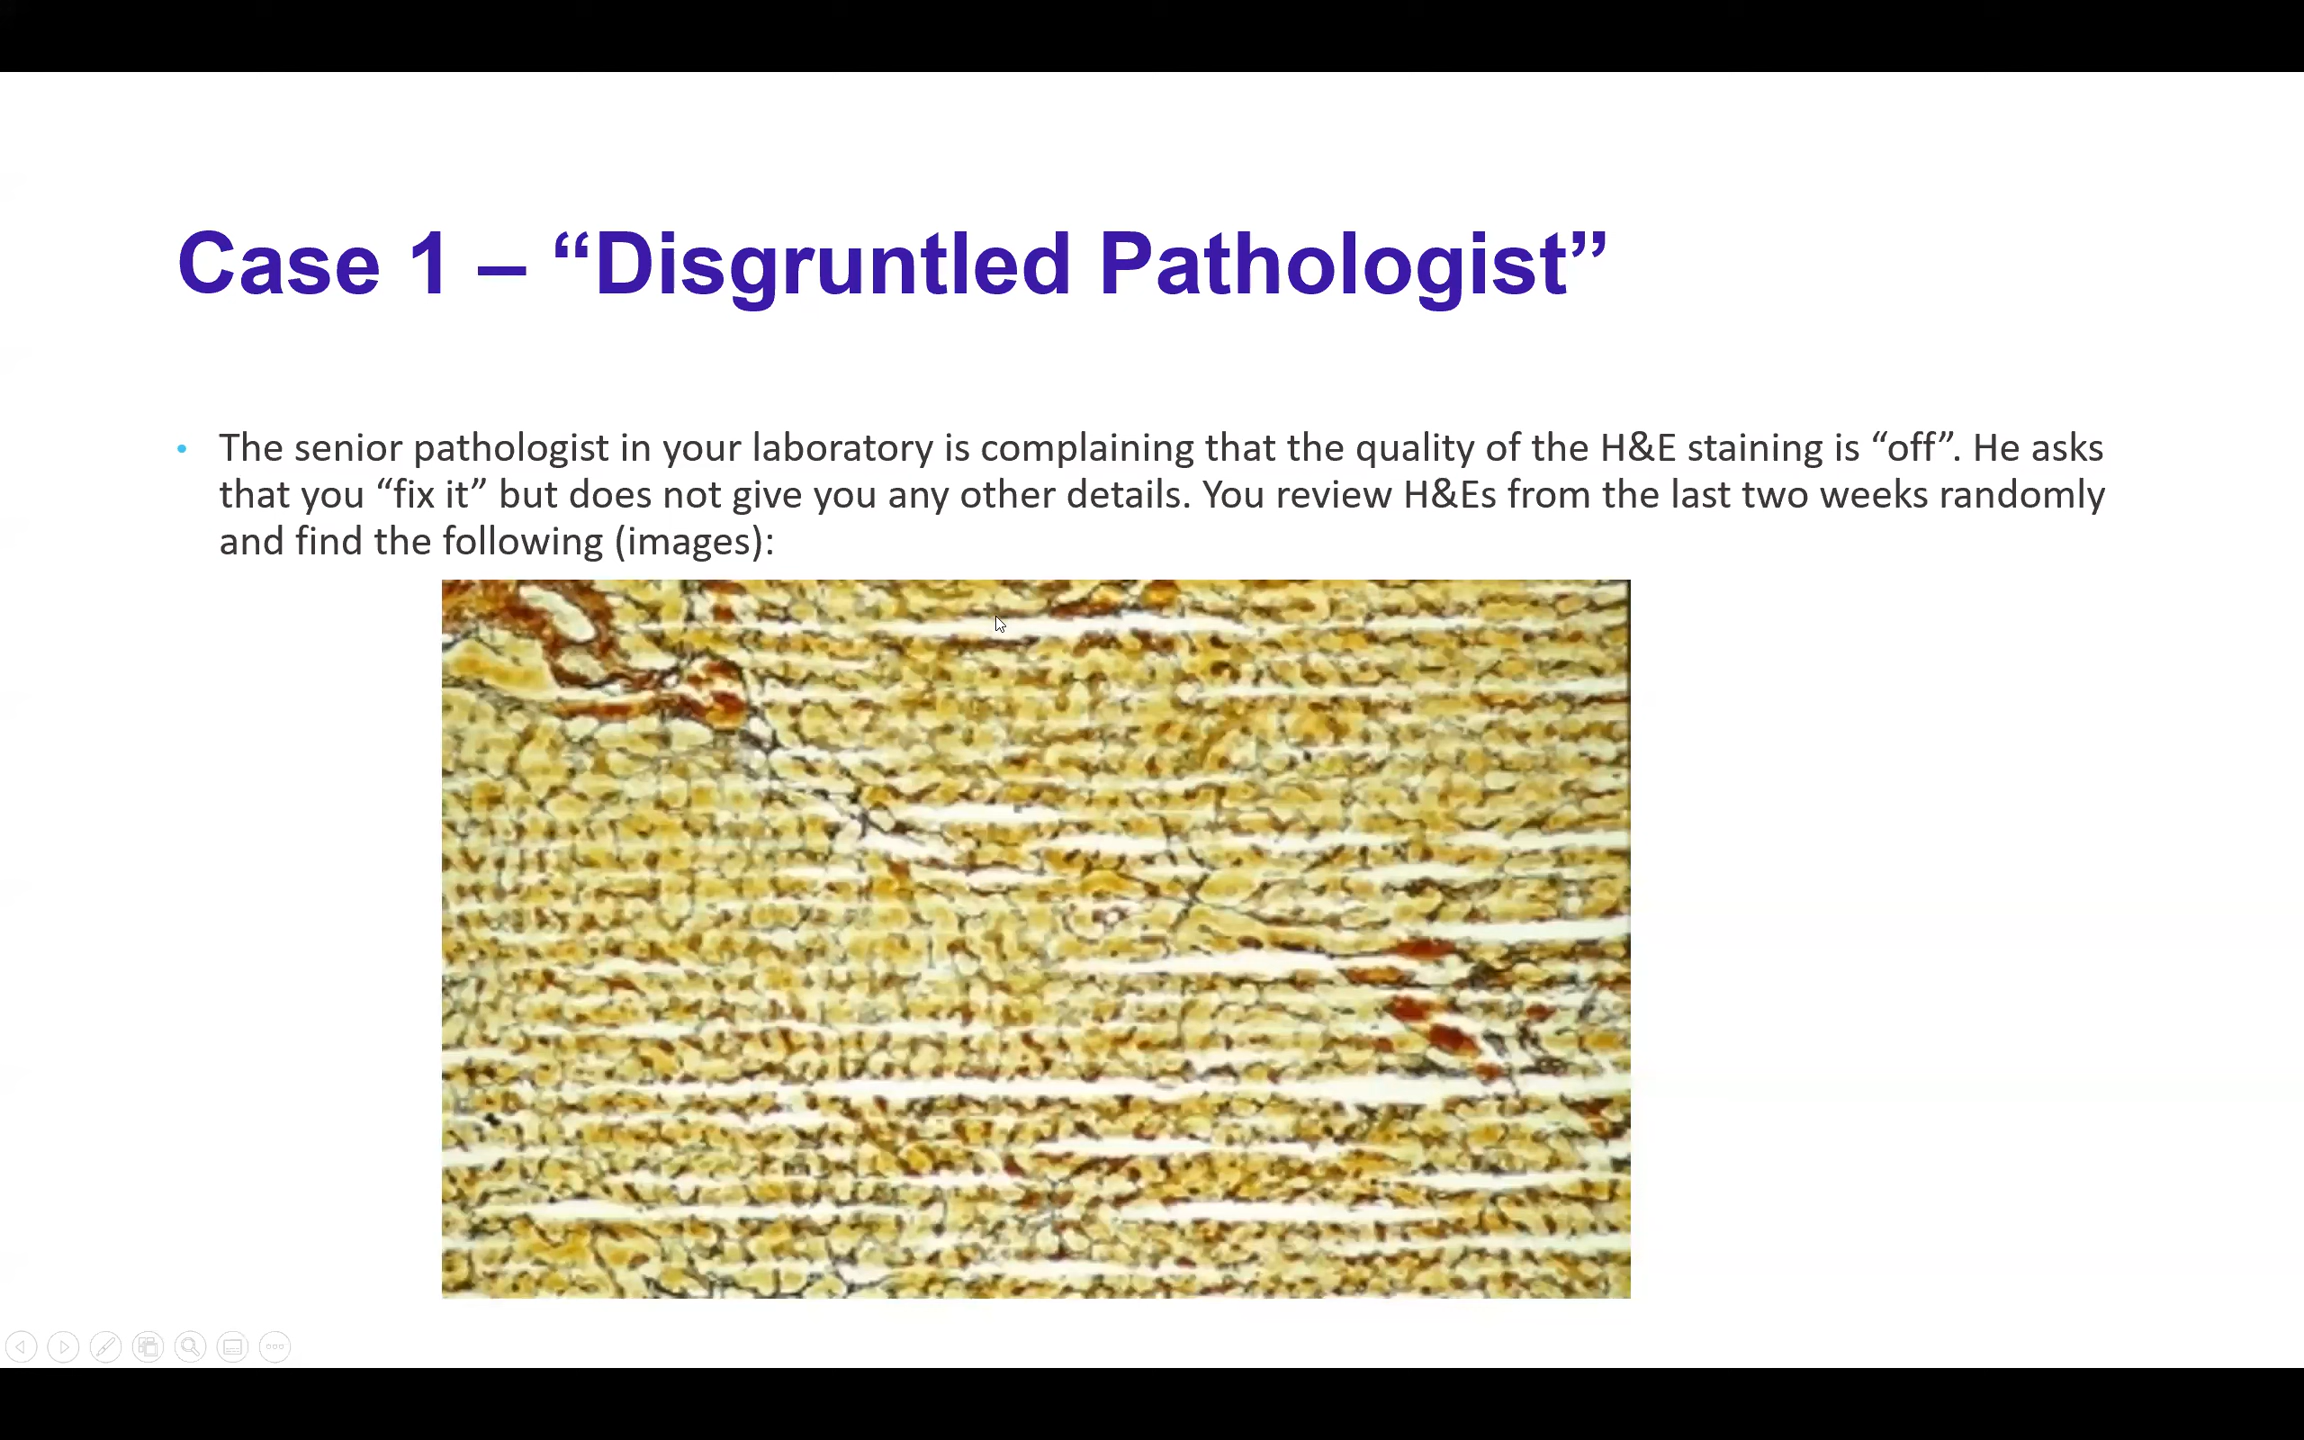 Case 1 – “Disgruntled Pathologist”
• The senior pathologist in your laboratory is complaining that the quality of the H&E staining is “off”. He asks
that you “fix it” but does not give you any other details. You review H&Es from the last two weeks randomly
and find the following (images):